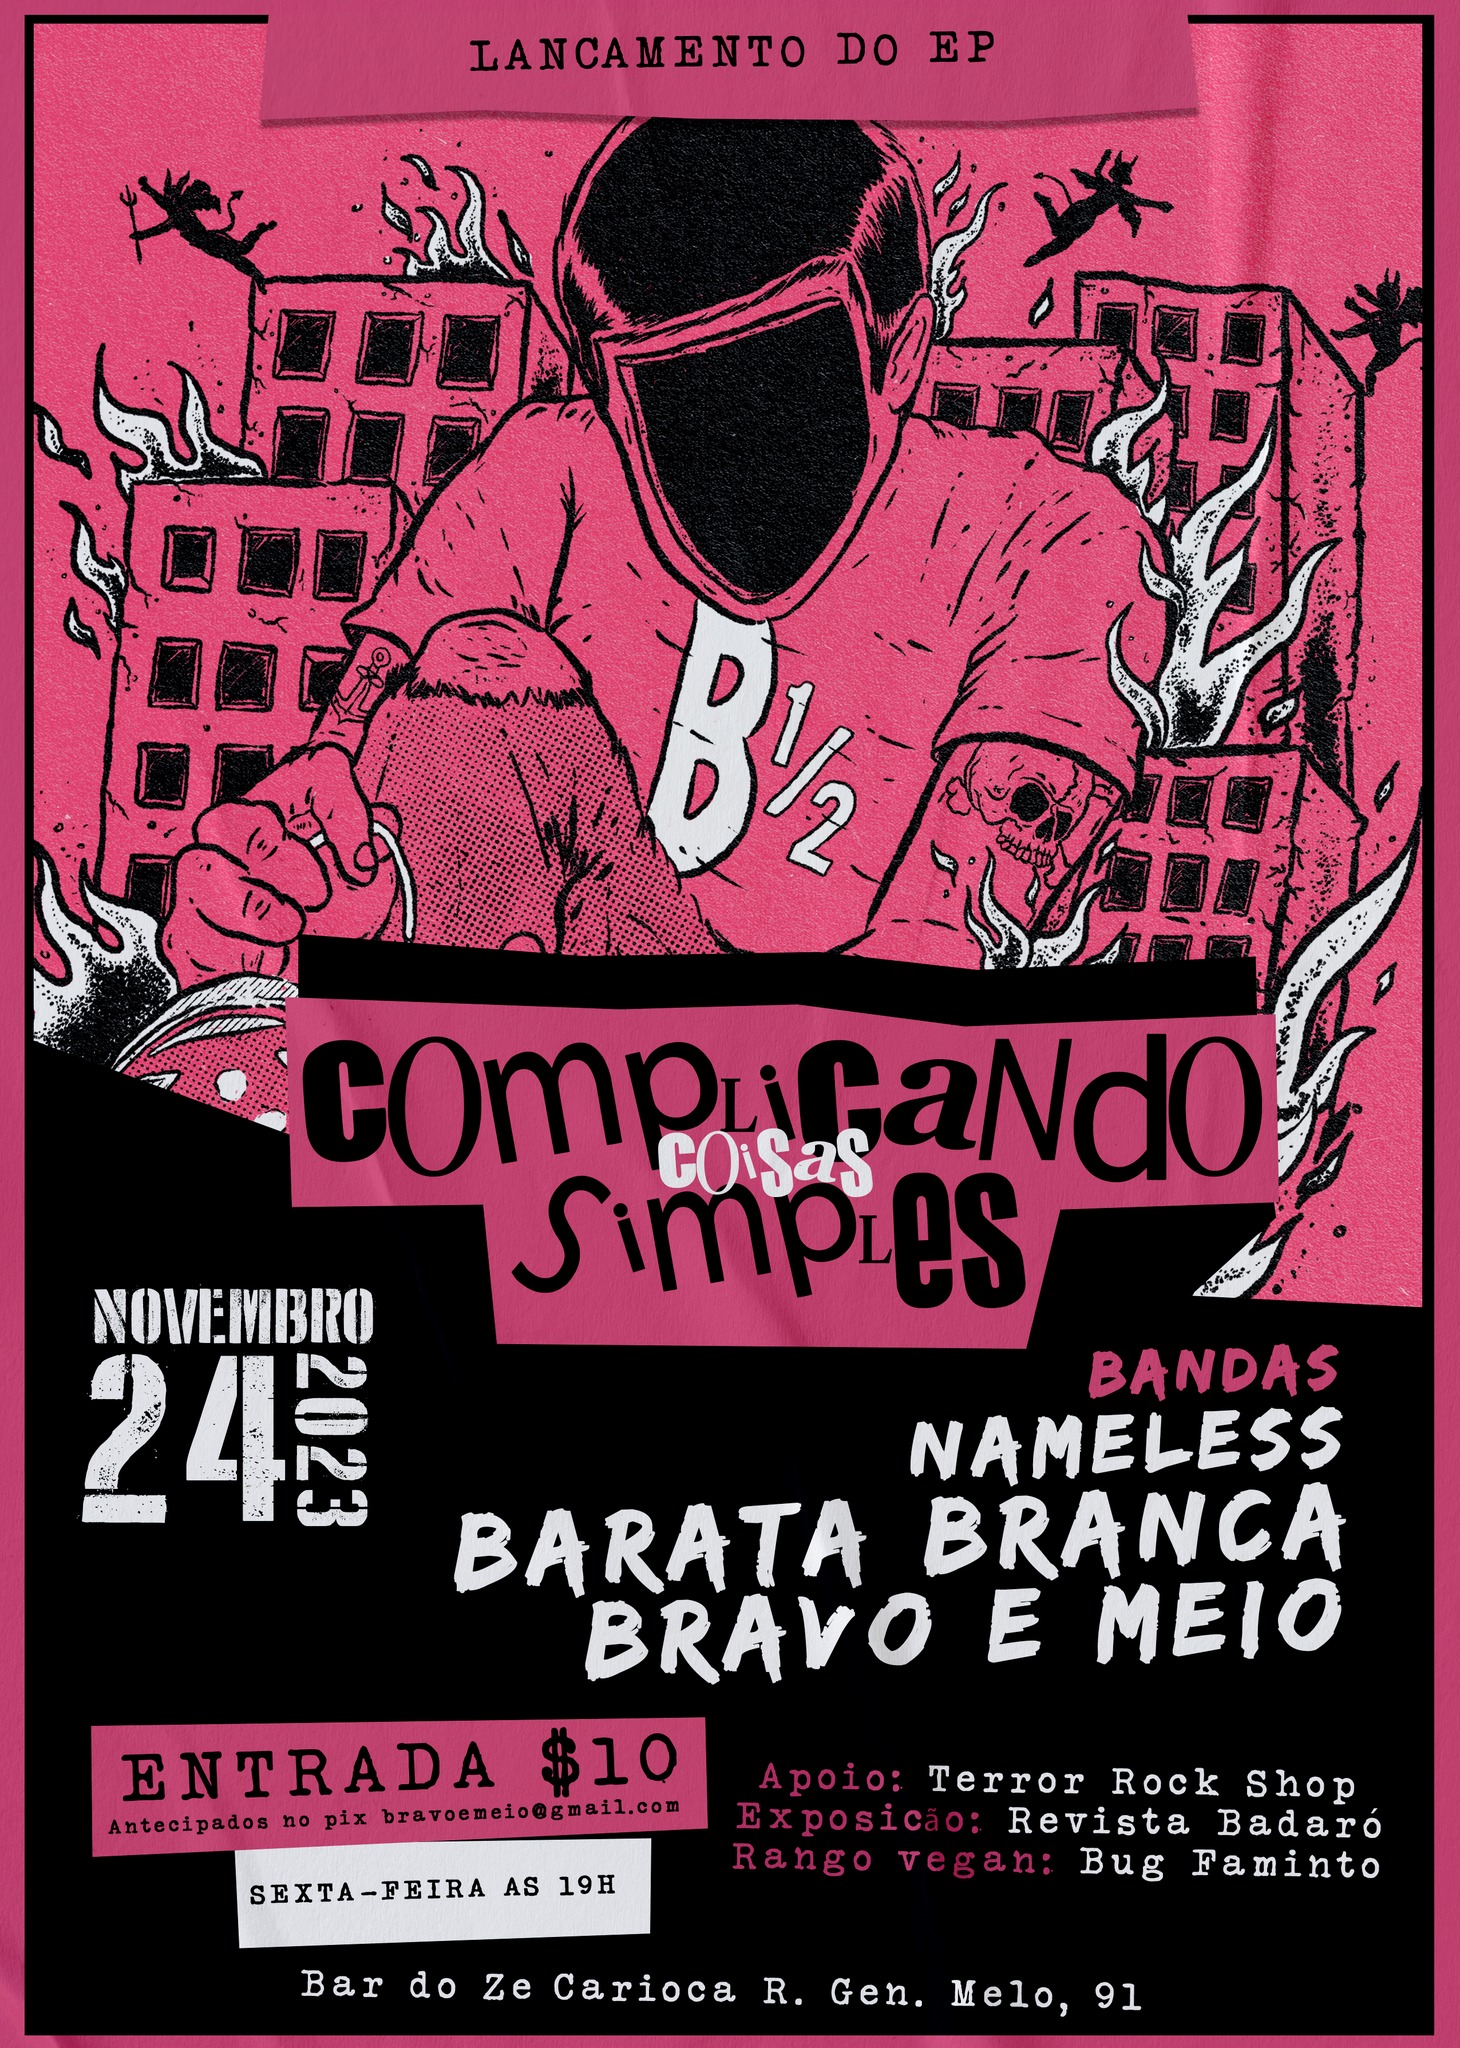 LANCAMENTO DO EP
B 1/2
COmpLiCaNdO
COiSaS
SimpLES
NOVEMBRO
24
2023
BANDAS
NAMELESS
BARATA BRANCA
BRAVO E MEIO
ENTRADA $10
Antecipados no pix bravoemeio@gmail.com
SEXTA-FEIRA AS 19H
Apoio: Terror Rock Shop
Exposicão: Revista Badaró
Rango vegan: Bug Faminto
Bar do Ze Carioca R. Gen. Melo, 91